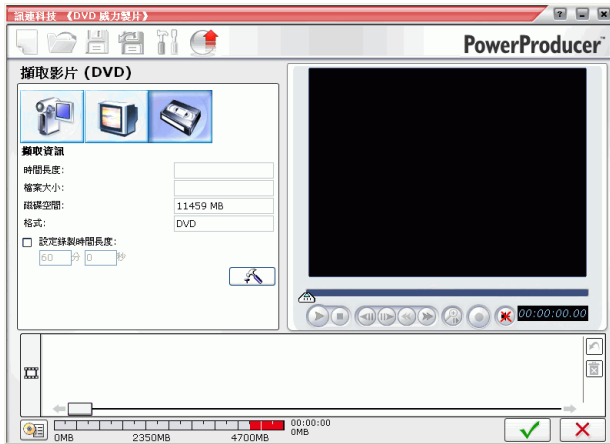 訊連科技 《DVD 威力製片》
PowerProducer™
擷取影片 (DVD)
擷取資訊
時間長度:
檔案大小:
磁碟空間: 11459 MB
格式: DVD
設定錄製時間長度:
60 分 0 秒
00:00:00.00
00:00:00
0MB
0MB 2350MB 4700MB